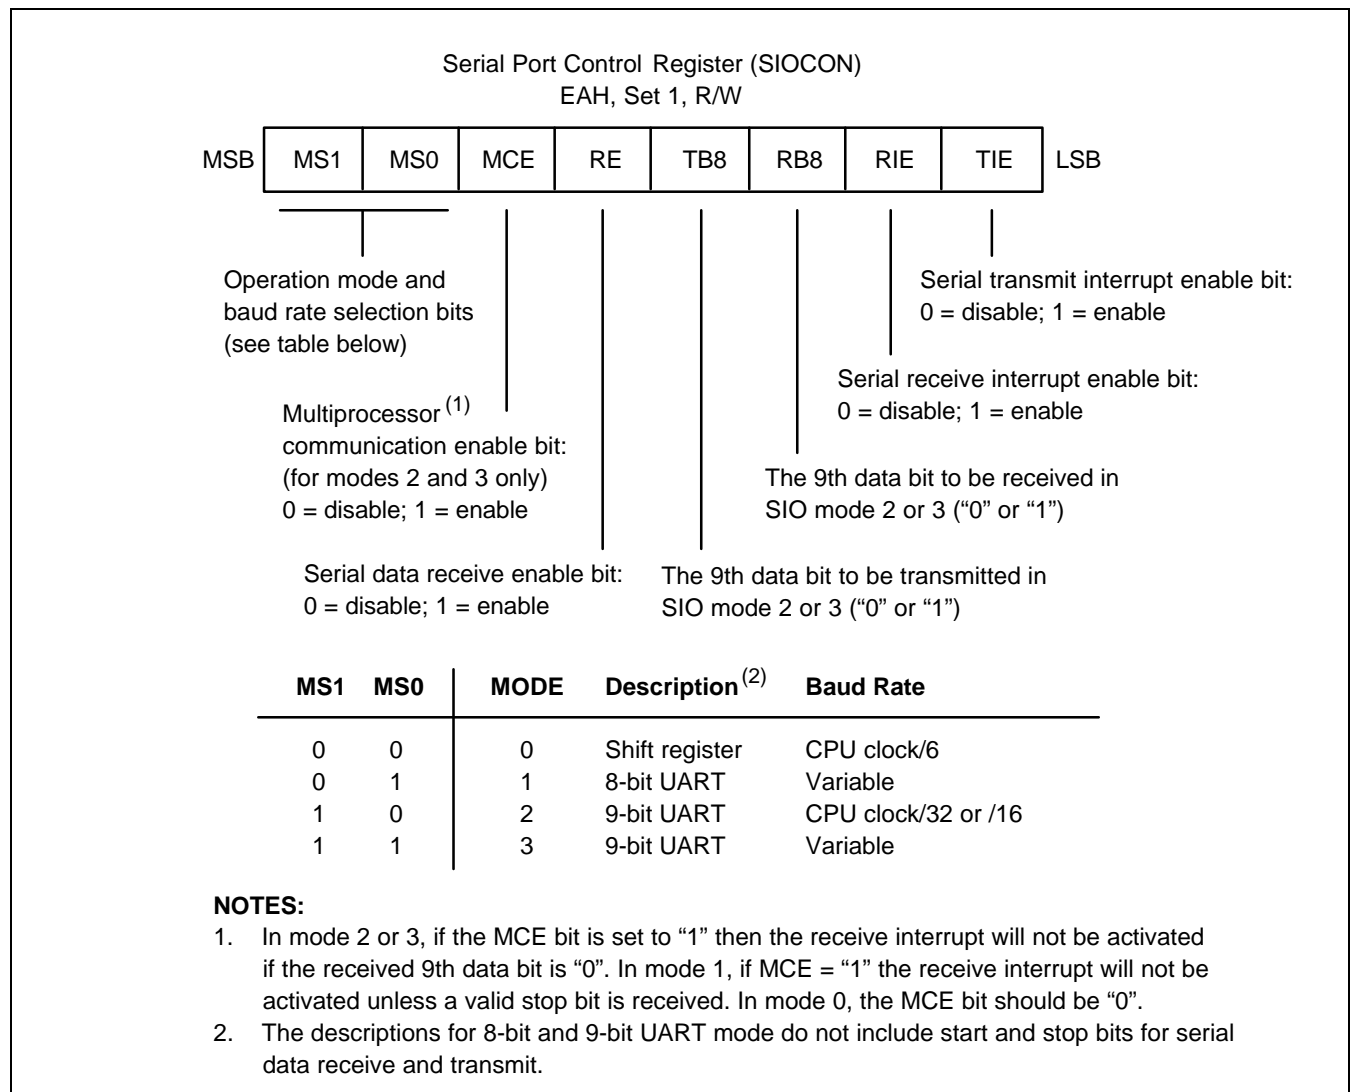 Serial Port Control Register (SIOCON)
EAH, Set 1, R/W
MSB MS1 MS0 MCE RE TB8 RB8 RIE TIE LSB
Operation mode and
baud rate selection bits
(see table below)
Serial transmit interrupt enable bit:
0 = disable; 1 = enable
Serial receive interrupt enable bit:
0 = disable; 1 = enable
Multiprocessor (1)
communication enable bit:
(for modes 2 and 3 only)
0 = disable; 1 = enable
The 9th data bit to be received in
SIO mode 2 or 3 (“0” or “1”)
Serial data receive enable bit:
0 = disable; 1 = enable
The 9th data bit to be transmitted in
SIO mode 2 or 3 (“0” or “1”)
MS1 MS0 MODE Description (2) Baud Rate
0 0 0 Shift register CPU clock/6
0 1 1 8-bit UART Variable
1 0 2 9-bit UART CPU clock/32 or /16
1 1 3 9-bit UART Variable
NOTES:
1. In mode 2 or 3, if the MCE bit is set to “1” then the receive interrupt will not be activated
if the received 9th data bit is “0”. In mode 1, if MCE = “1” the receive interrupt will not be
activated unless a valid stop bit is received. In mode 0, the MCE bit should be “0”.
2. The descriptions for 8-bit and 9-bit UART mode do not include start and stop bits for serial
data receive and transmit.